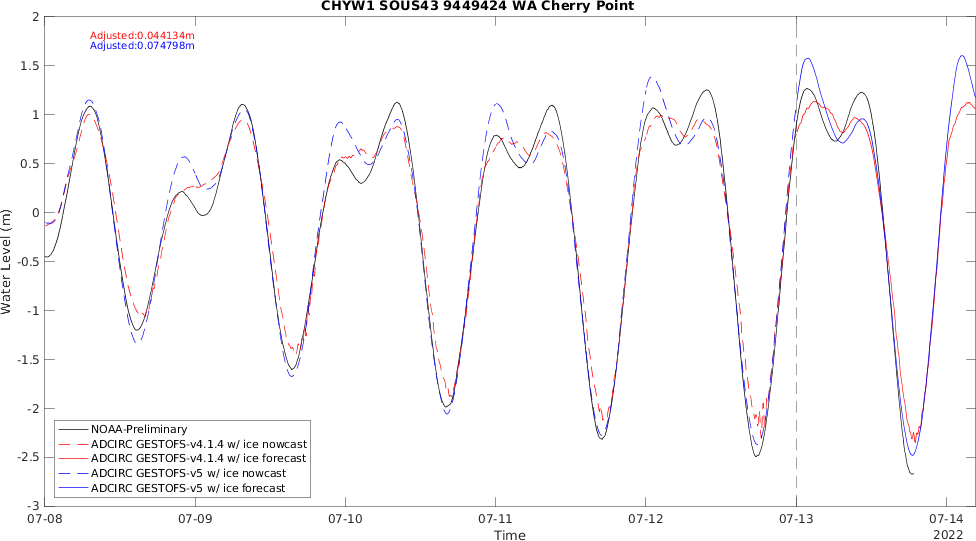 CHYW1 SOUS43 9449424 WA Cherry Point
Adjusted:0.044134m
Adjusted:0.074798m
2
1.5
1
0.5
0
-0.5
-1
-1.5
-2
-2.5
-3
Water Level (m)
NOAA-Preliminary
ADCIRC GESTOFS-v4.1.4 w/ ice nowcast
ADCIRC GESTOFS-v4.1.4 w/ ice forecast
ADCIRC GESTOFS-v5 w/ ice nowcast
ADCIRC GESTOFS-v5 w/ ice forecast
07-08 07-09 07-10 07-11 07-12 07-13 07-14
Time
2022